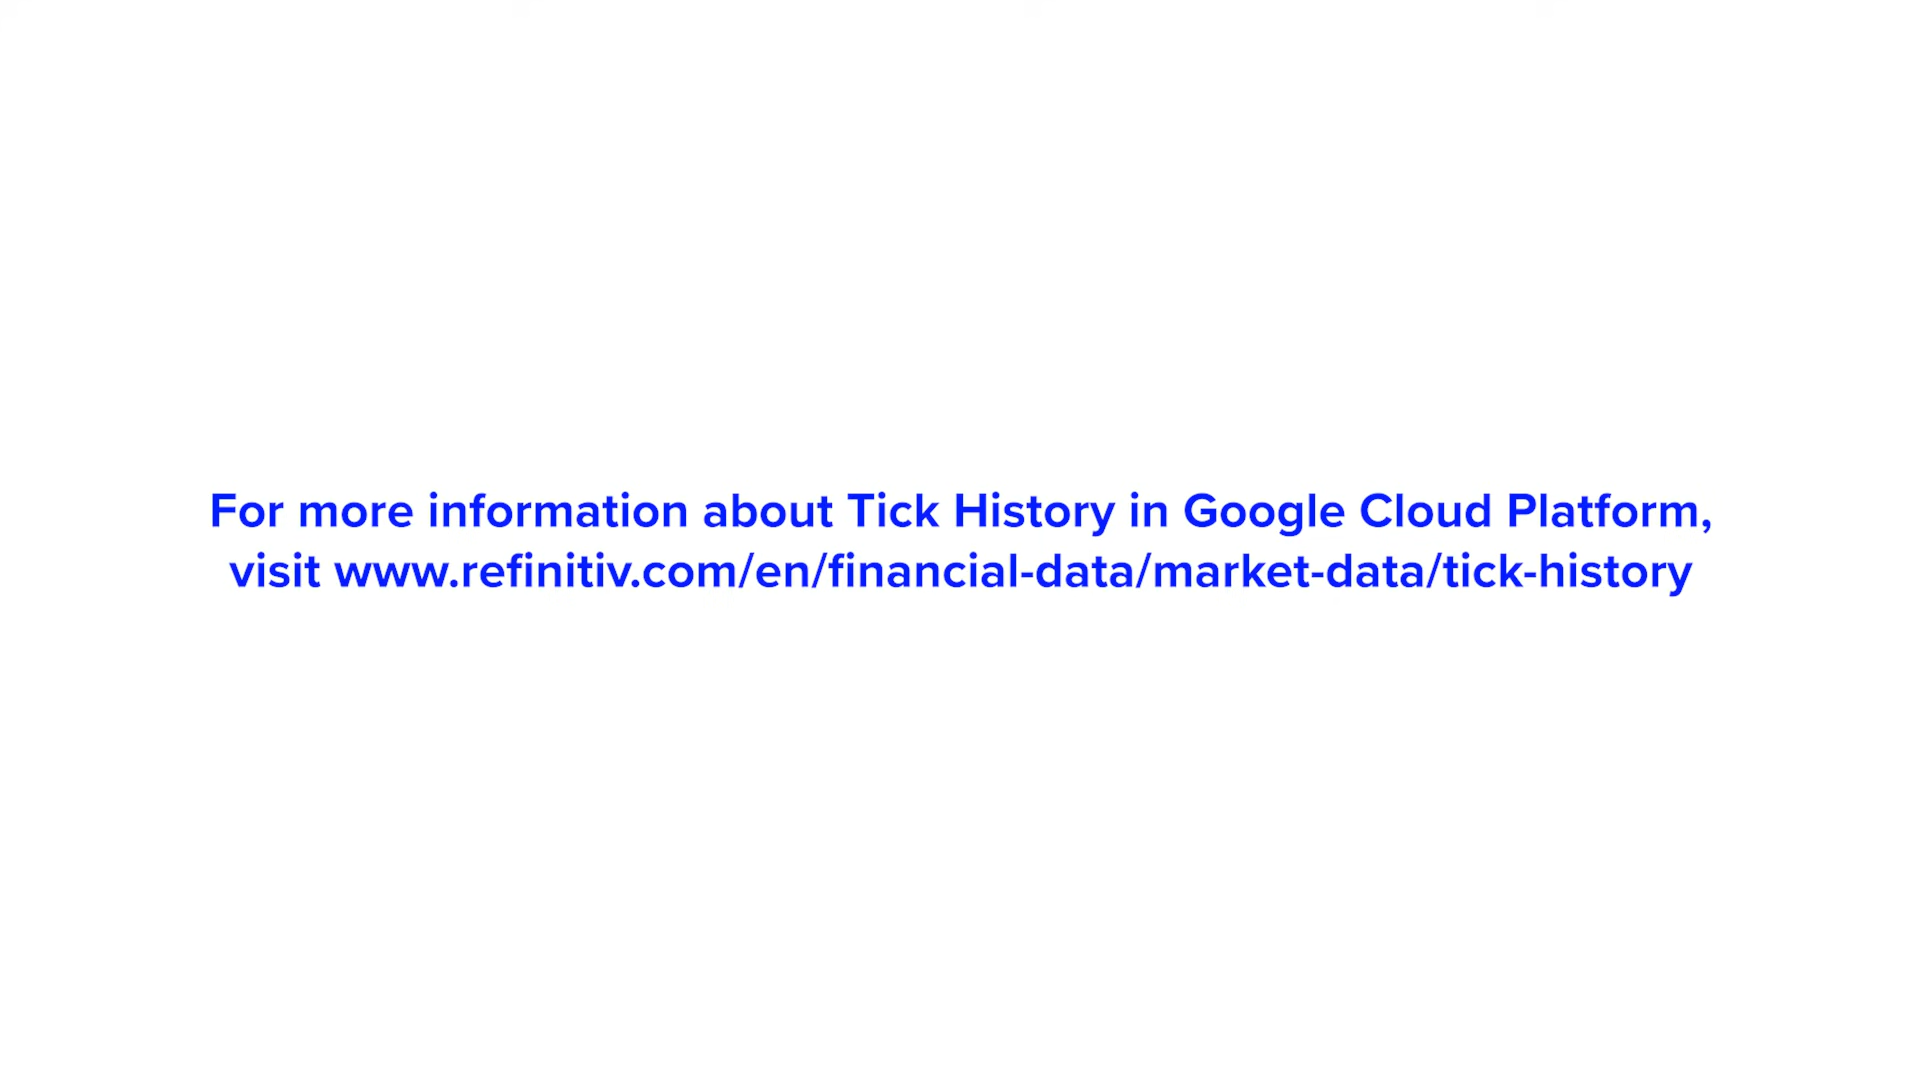 For more information about Tick History in Google Cloud Platform,
visit www.refinitiv.com/en/financial-data/market-data/tick-history